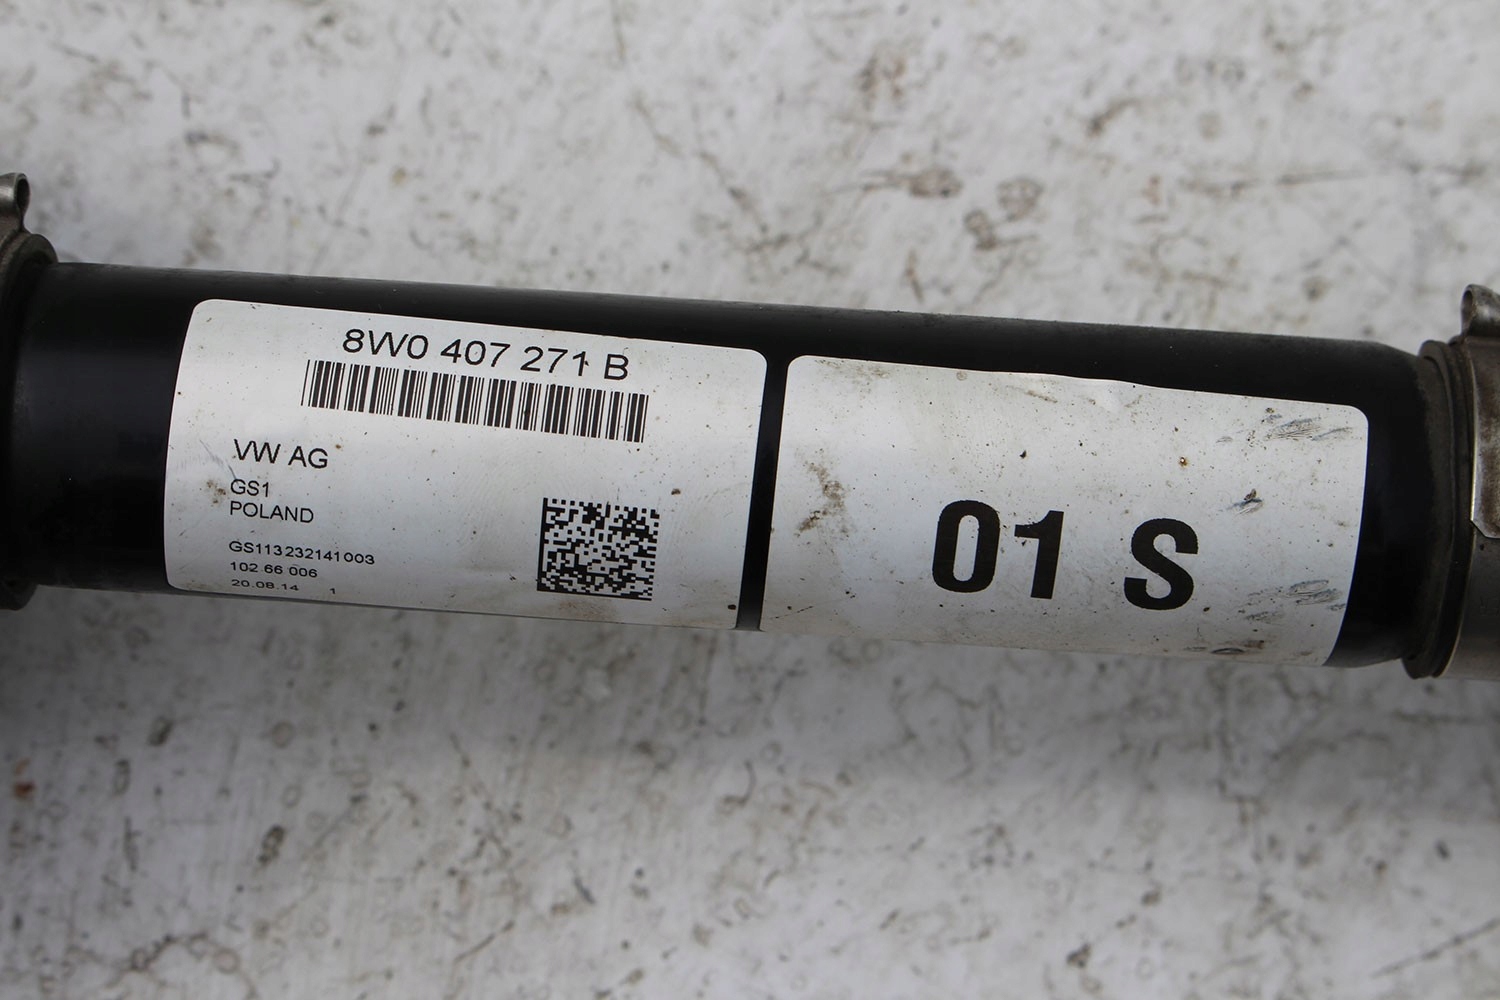 8W0 407 271 B
VW AG
GS1
POLAND
GS113232141003
102 66 006
20.08.14 1
01 S